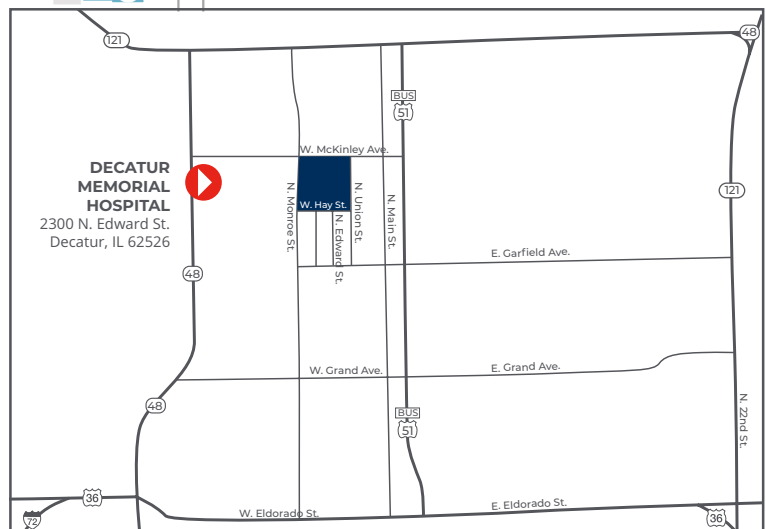 121
48
BUS
51
W. McKinley Ave.
DECATUR
MEMORIAL
HOSPITAL
2300 N. Edward St.
Decatur, IL 62526
N. Monroe St.
W. Hay St.
N. Edward St.
N. Union St.
N. Main St.
121
E. Garfield Ave.
48
W. Grand Ave.
E. Grand Ave.
48
BUS
51
N. 22nd St.
36
W. Eldorado St.
E. Eldorado St.
72
36